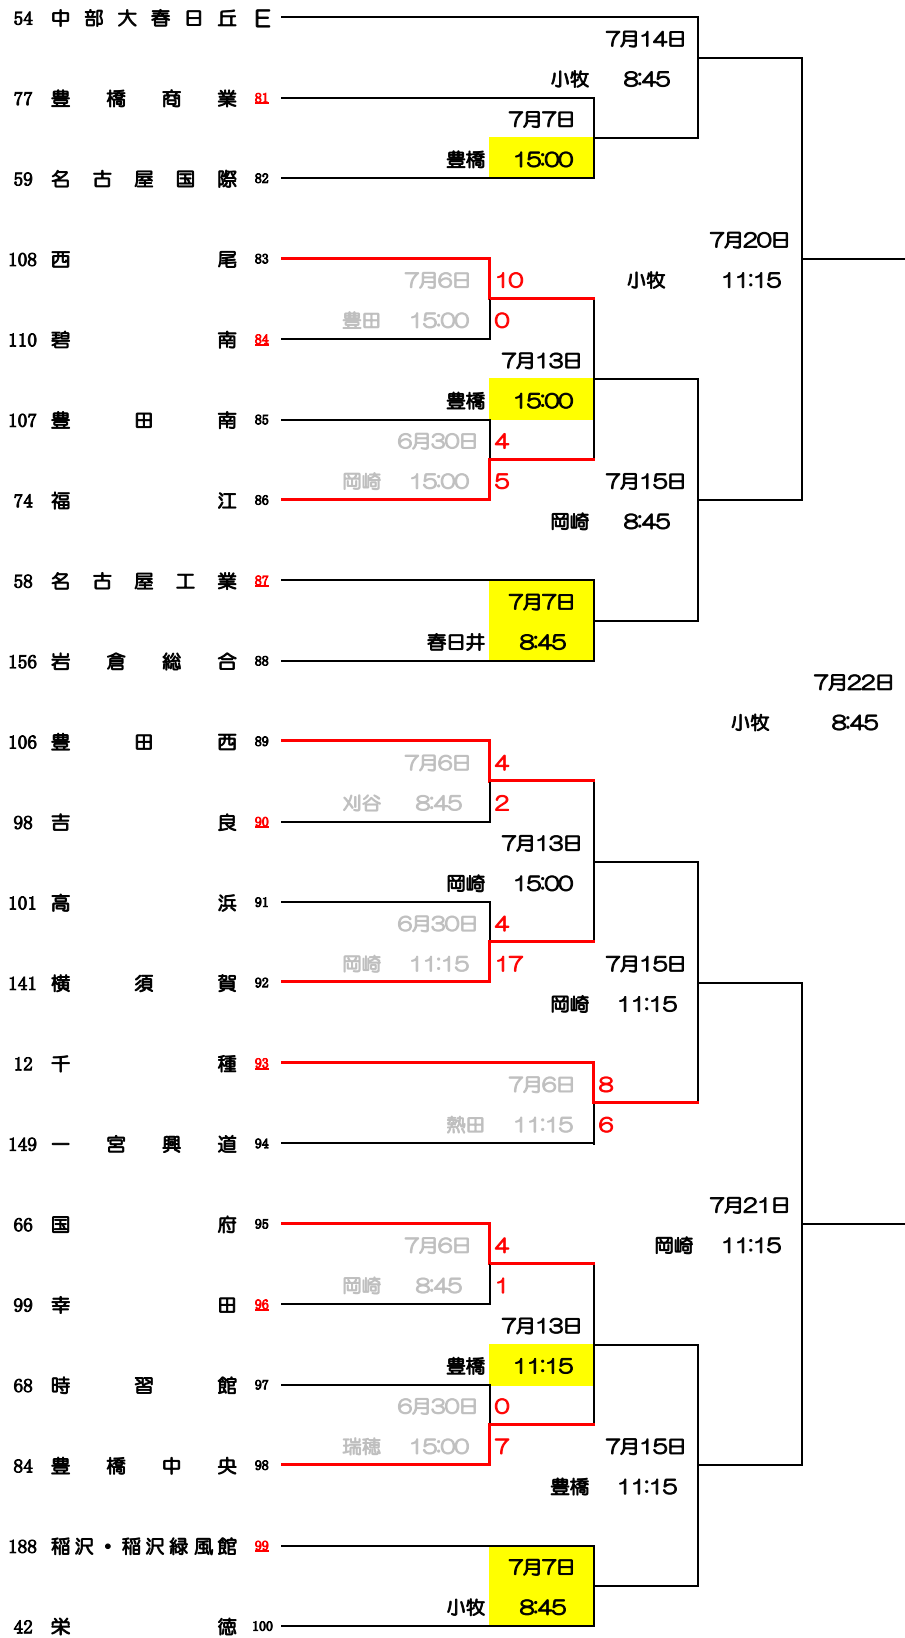 54 中部大春日丘 E
7月14日
小牧 8:45
77 豊橋商業 81
7月7日
豊橋 15:00
59 名古屋国際 82
7月20日
小牧 11:15
108 西尾 83
7月6日 10
豊田 15:00 0
110 碧南 84
7月13日
豊橋 15:00
107 豊田南 85
6月30日 4
岡崎 15:00 5
74 福江 86
7月15日
岡崎 8:45
58 名古屋工業 87
7月7日
春日井 8:45
156 岩倉総合 88
7月22日
小牧 8:45
106 豊田西 89
7月6日 4
刈谷 8:45 2
98 吉良 90
7月13日
岡崎 15:00
101 高浜 91
6月30日 4
岡崎 11:15 17
141 横須賀 92
7月15日
岡崎 11:15
12 千種 93
7月6日 8
熱田 11:15 6
149 一宮興道 94
7月21日
岡崎 11:15
66 国府 95
7月6日 4
岡崎 8:45 1
99 幸田 96
7月13日
豊橋 11:15
68 時習館 97
6月30日 0
瑞穂 15:00 7
84 豊橋中央 98
7月15日
豊橋 11:15
188 稲沢・稲沢緑風館 99
7月7日
小牧 8:45
42 栄徳 100